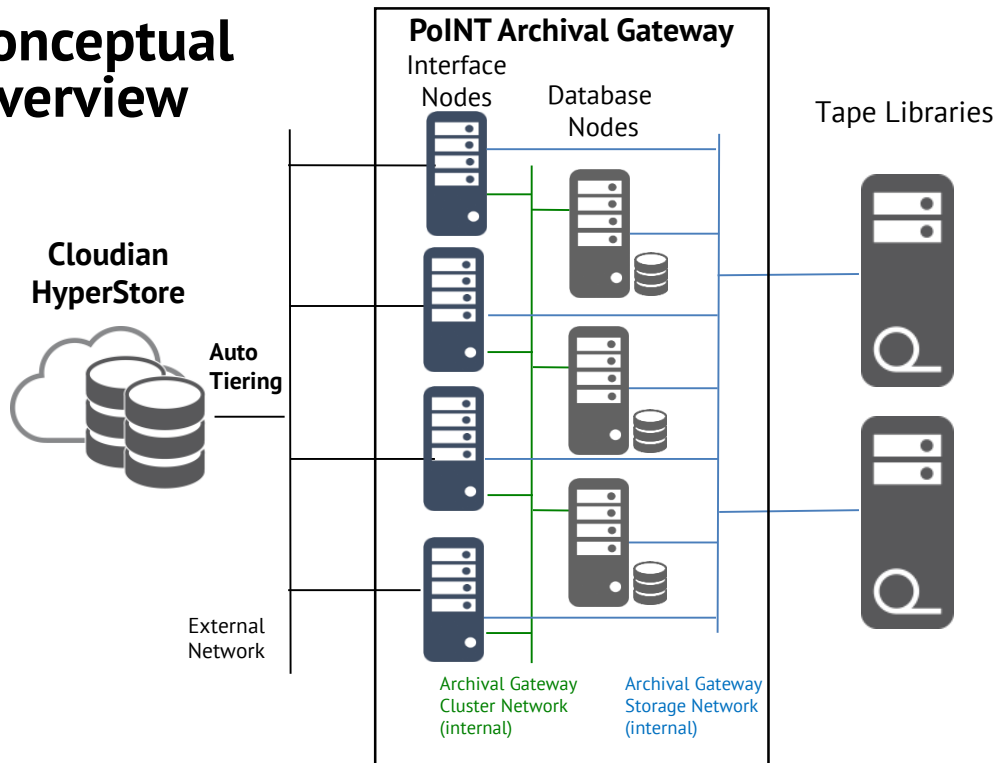 onceptual
verview
PoINT Archival Gateway
Interface
Nodes
Database
Nodes
Tape Libraries
Cloudian
HyperStore
Auto
Tiering
External
Network
Archival Gateway
Cluster Network
(internal)
Archival Gateway
Storage Network
(internal)